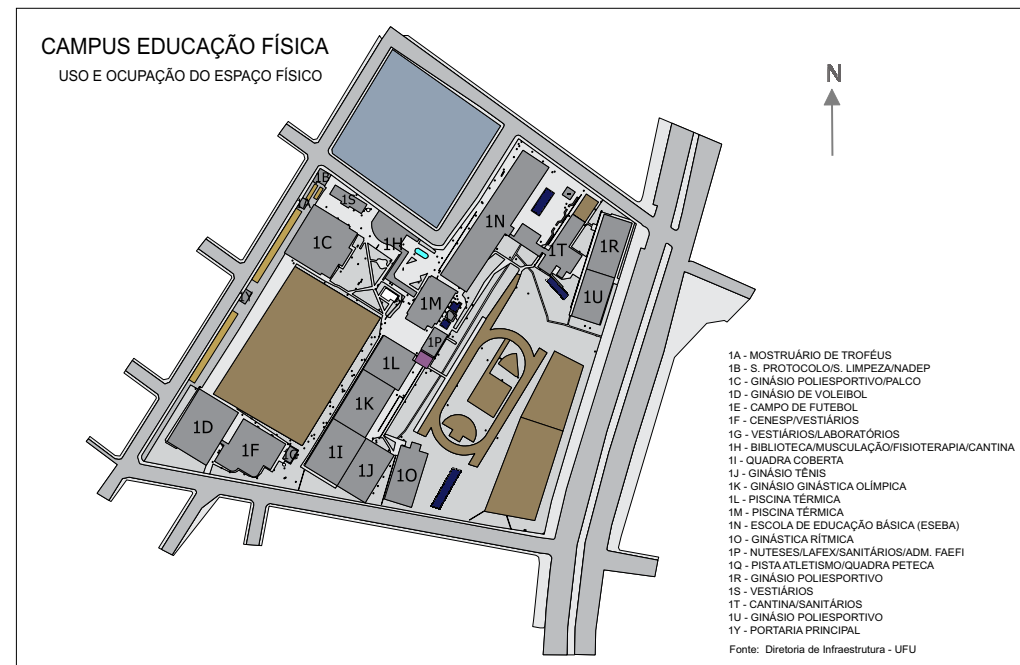 CAMPUS EDUCAÇÃO FÍSICA
USO E OCUPAÇÃO DO ESPAÇO FÍSICO
N
1B
1A
1S
1C
1H
1N
1T
1R
1U
1M
1Y
1P
1L
1K
1D
1F
1G
1I
1J
1O
1A - MOSTRUÁRIO DE TROFÉUS
1B - S. PROTOCOLO/S. LIMPEZA/NADEP
1C - GINÁSIO POLIESPORTIVO/PALCO
1D - GINÁSIO DE VOLEIBOL
1E - CAMPO DE FUTEBOL
1F - CENESP/VESTIÁRIOS
1G - VESTIÁRIOS/LABORATÓRIOS
1H - BIBLIOTECA/MUSCULAÇÃO/FISIOTERAPIA/CANTINA
1I - QUADRA COBERTA
1J - GINÁSIO TÊNIS
1K - GINÁSIO GINÁSTICA OLÍMPICA
1L - PISCINA TÉRMICA
1M - PISCINA TÉRMICA
1N - ESCOLA DE EDUCAÇÃO BÁSICA (ESEBA)
1O - GINÁSTICA RÍTMICA
1P - NUTESES/LAFEX/SANITÁRIOS/ADM. FAEFI
1Q - PISTA ATLETISMO/QUADRA PETECA
1R - GINÁSIO POLIESPORTIVO
1S - VESTIÁRIOS
1T - CANTINA/SANITÁRIOS
1U - GINÁSIO POLIESPORTIVO
1Y - PORTARIA PRINCIPAL
Fonte: Diretoria de Infraestrutura - UFU